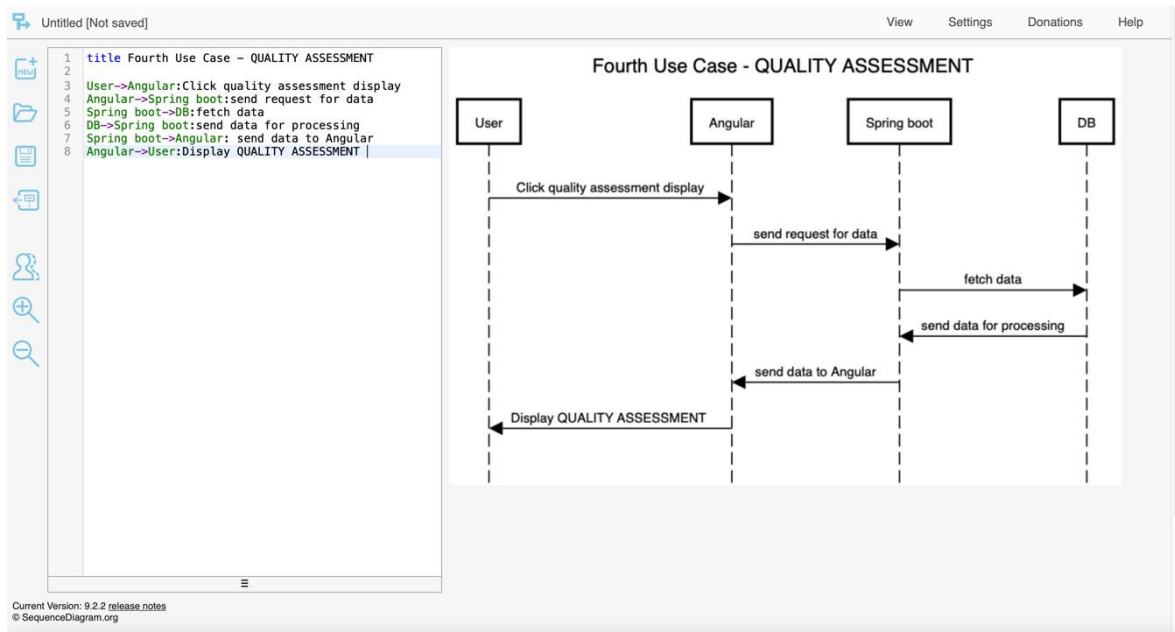 Untitled [Not saved]
View Settings Donations Help
NEW
1 title Fourth Use Case – QUALITY ASSESSMENT
2
3 User->Angular:Click quality assessment display
4 Angular->Spring boot:send request for data
5 Spring boot->DB:fetch data
6 DB->Spring boot:send data for processing
7 Spring boot->Angular: send data to Angular
8 Angular->User:Display QUALITY ASSESSMENT
Fourth Use Case - QUALITY ASSESSMENT
User Angular Spring boot DB
Click quality assessment display
send request for data
fetch data
send data for processing
send data to Angular
Display QUALITY ASSESSMENT
Current Version: 9.2.2 release notes
© SequenceDiagram.org